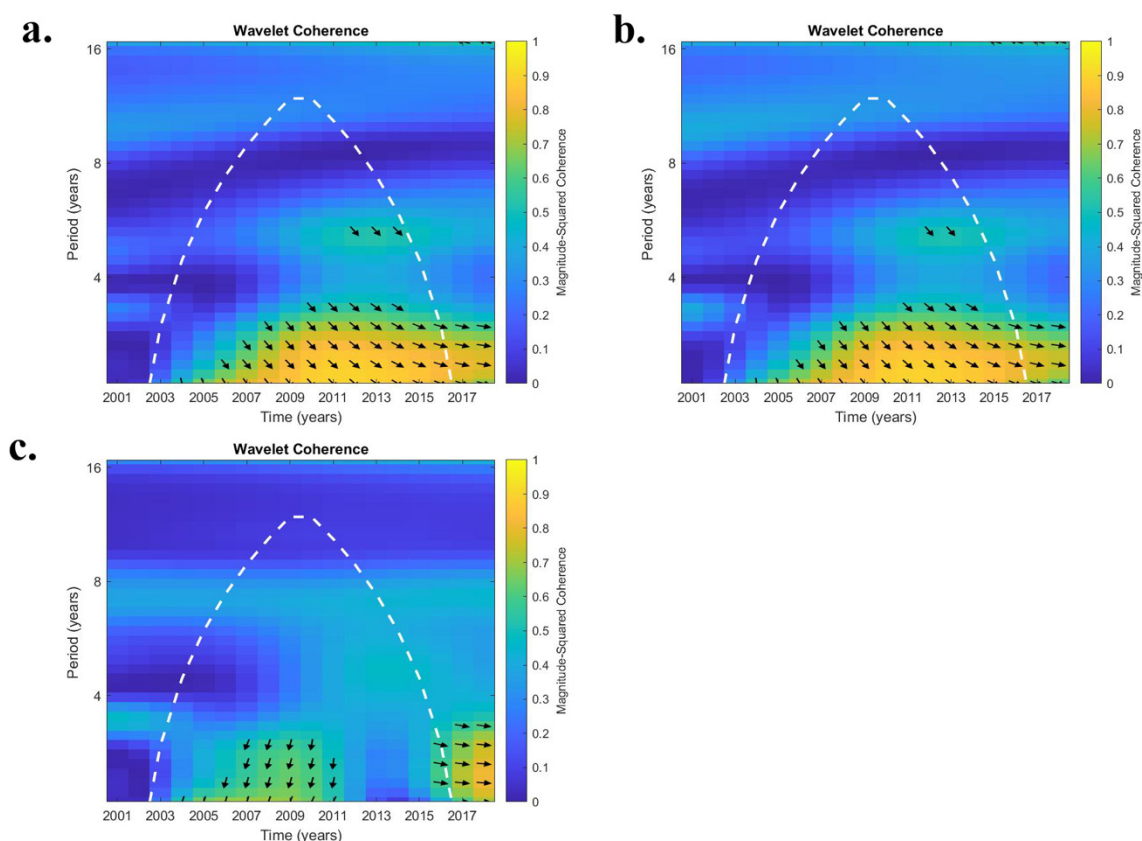 a.
Wavelet Coherence
16
8
4
Period (years)
2001 2003 2005 2007 2009 2011 2013 2015 2017
Time (years)
1
0.9
0.8
0.7
0.6
0.5
0.4
0.3
0.2
0.1
0
Magnitude-Squared Coherence
b.
Wavelet Coherence
16
8
4
Period (years)
2001 2003 2005 2007 2009 2011 2013 2015 2017
Time (years)
1
0.9
0.8
0.7
0.6
0.5
0.4
0.3
0.2
0.1
0
Magnitude-Squared Coherence
c.
Wavelet Coherence
16
8
4
Period (years)
2001 2003 2005 2007 2009 2011 2013 2015 2017
Time (years)
1
0.9
0.8
0.7
0.6
0.5
0.4
0.3
0.2
0.1
0
Magnitude-Squared Coherence